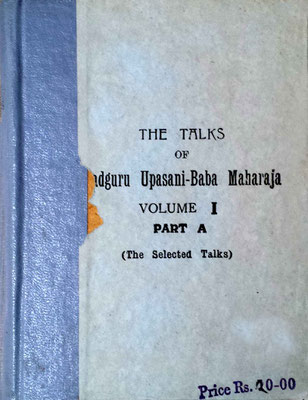 THE TALKS
OF
adguru Upasani-Baba Maharaja
VOLUME I
PART A
(The Selected Talks)
Price Rs. 20-00